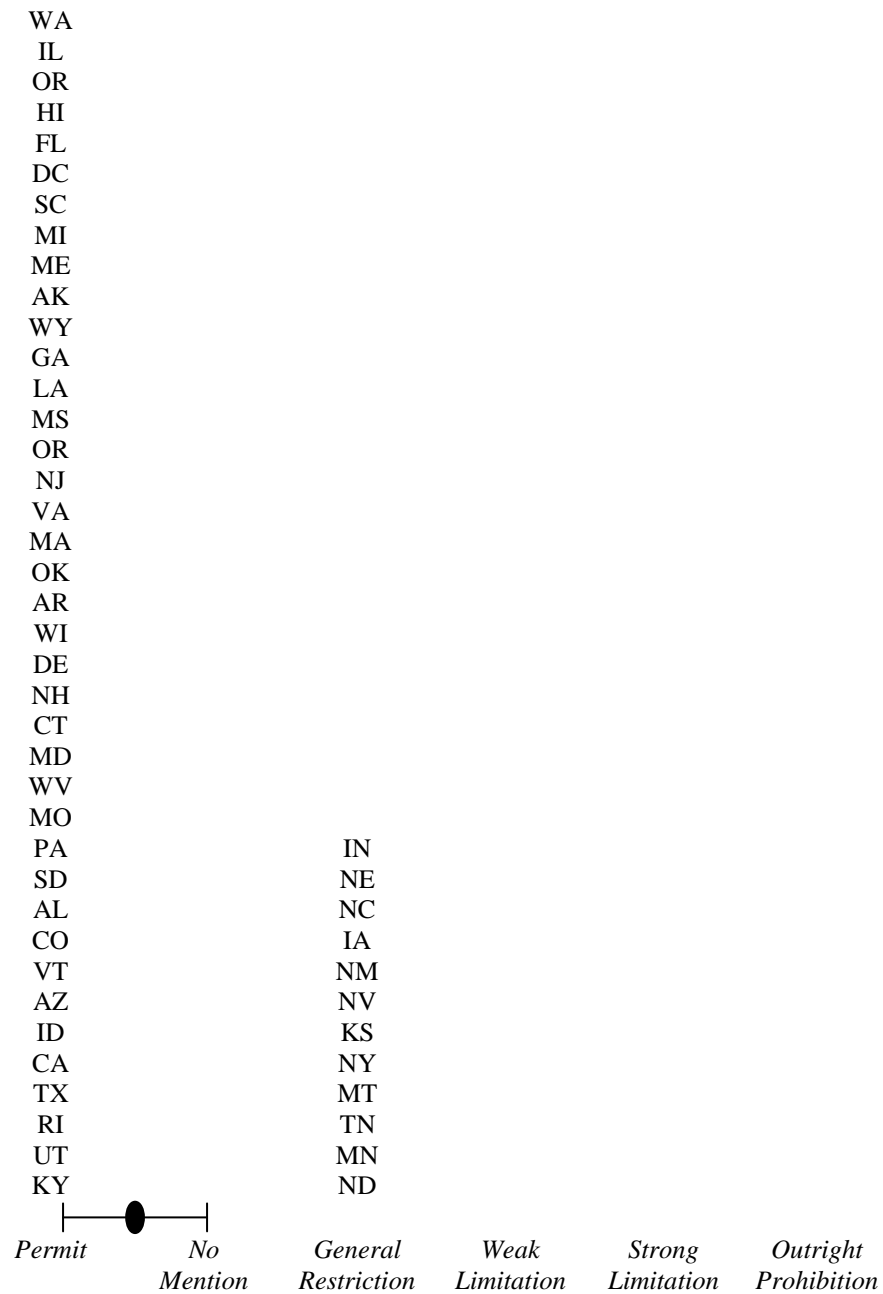 WA
IL
OR
HI
FL
DC
SC
MI
ME
AK
WY
GA
LA
MS
OR
NJ
VA
MA
OK
AR
WI
DE
NH
CT
MD
WV
MO
PA IN
SD NE
AL NC
CO IA
VT NM
AZ NV
ID KS
CA NY
TX MT
RI TN
UT MN
KY ND
Permit No General Weak Strong Outright
Mention Restriction Limitation Limitation Prohibition